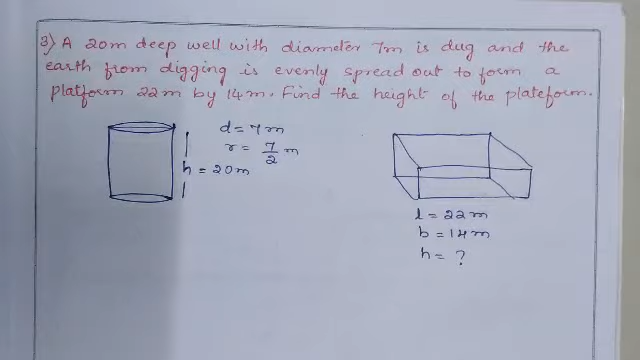 3) A 20m deep well with diameter 7m is dug and the
earth from digging is evenly spread out to form a
platform 22m by 14m. Find the height of the plateform.
d = 7m
r = 7/2 m
h = 20m
l = 22m
b = 14m
h = ?